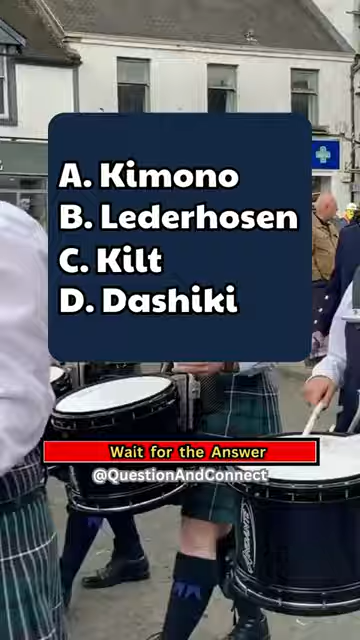 A. Kimono
B. Lederhosen
C. Kilt
D. Dashiki
Wait for the Answer
@QuestionAndConnect